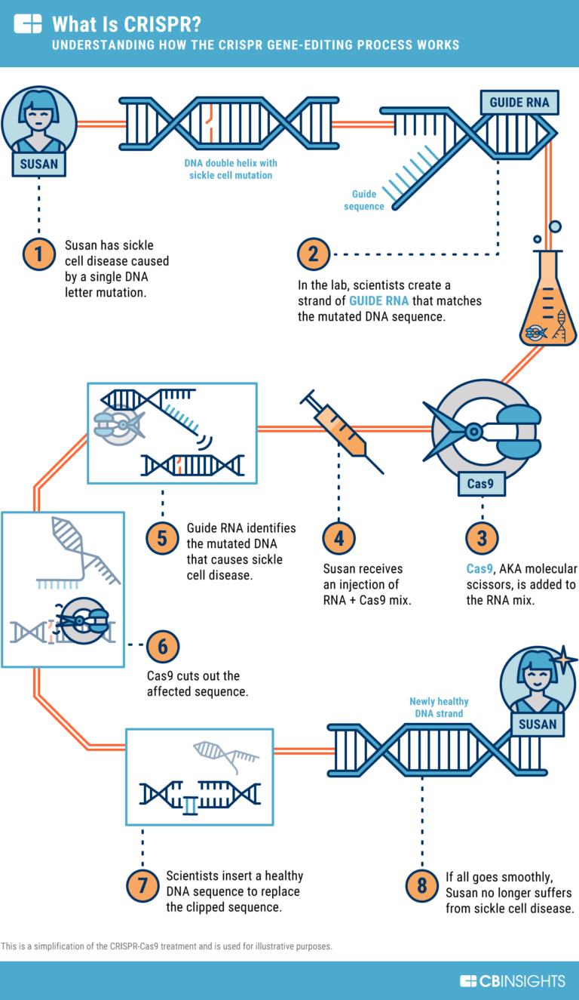 What Is CRISPR?
UNDERSTANDING HOW THE CRISPR GENE-EDITING PROCESS WORKS
SUSAN
DNA double helix with
sickle cell mutation
GUIDE RNA
Guide
sequence
1
Susan has sickle
cell disease caused
by a single DNA
letter mutation.
2
In the lab, scientists create a
strand of GUIDE RNA that matches
the mutated DNA sequence.
Cas9
3
Cas9, AKA molecular
scissors, is added to
the RNA mix.
4
Susan receives
an injection of
RNA + Cas9 mix.
5
Guide RNA identifies
the mutated DNA
that causes sickle
cell disease.
6
Cas9 cuts out the
affected sequence.
7
Scientists insert a healthy
DNA sequence to replace
the clipped sequence.
Newly healthy
DNA strand
SUSAN
8
If all goes smoothly,
Susan no longer suffers
from sickle cell disease.
This is a simplification of the CRISPR-Cas9 treatment and is used for illustrative purposes.
CBINSIGHTS